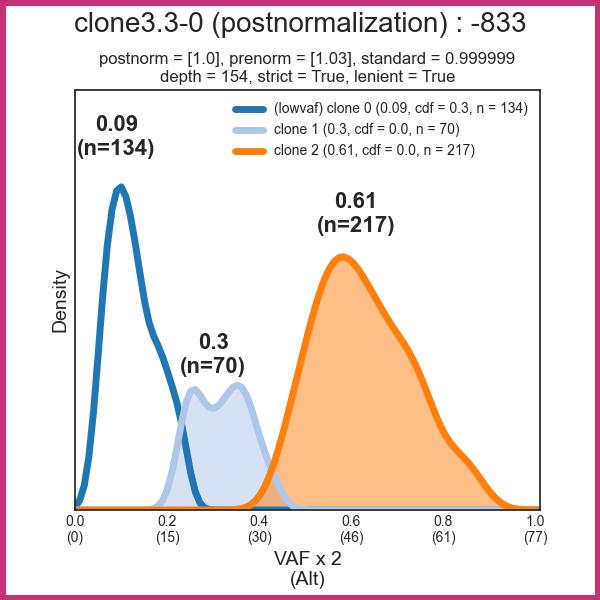 clone3.3-0 (postnormalization) : -833
postnorm = [1.0], prenorm = [1.03], standard = 0.999999
depth = 154, strict = True, lenient = True
(lowvaf) clone 0 (0.09, cdf = 0.3, n = 134)
clone 1 (0.3, cdf = 0.0, n = 70)
clone 2 (0.61, cdf = 0.0, n = 217)
0.09
(n=134)
0.61
(n=217)
0.3
(n=70)
Density
0.0 0.2 0.4 0.6 0.8 1.0
(0) (15) (30) (46) (61) (77)
VAF x 2
(Alt)